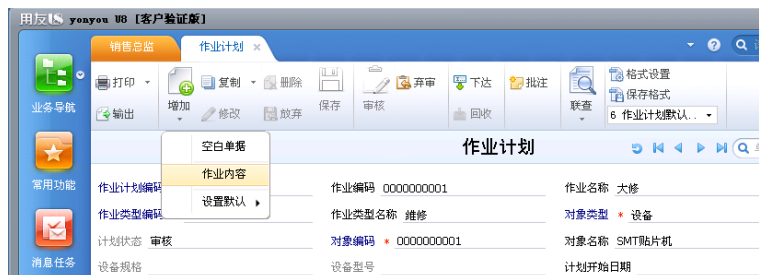 用友U8 yonyou U8 [客户验证版]
销售总监 作业计划 ×
业务导航
常用功能
消息任务
打印 复制 删除 弃审 下达 批注 格式设置
保存格式
输出 增加 修改 放弃 保存 审核 回收 联查 6 作业计划默认..
空白单据
作业内容
设置默认
作业计划
作业计划编码 作业编码 0000000001 作业名称 大修
作业类型编码 作业类型名称 维修 对象类型 * 设备
计划状态 审核 对象编码 * 0000000001 对象名称 SMT贴片机
设备规格 设备型号 计划开始日期